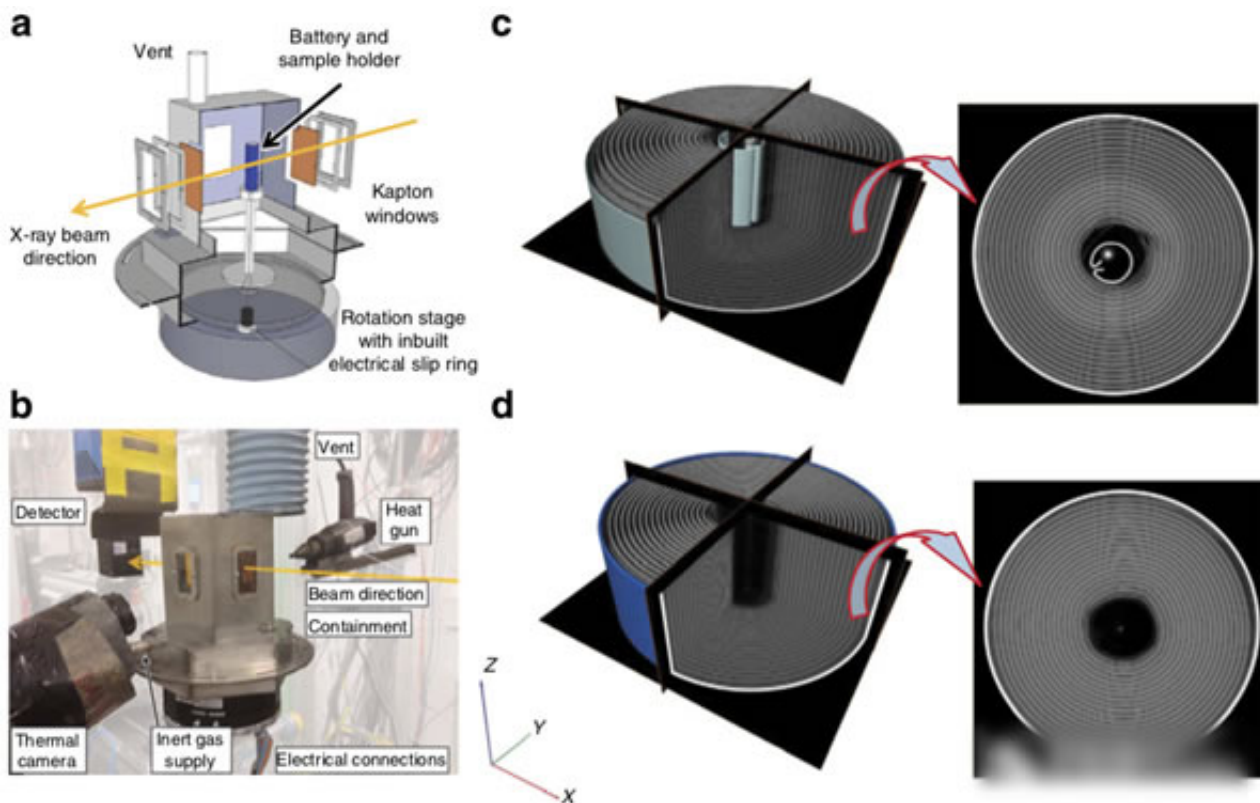 a
Vent
Battery and
sample holder
Kapton
windows
X-ray beam
direction
Rotation stage
with inbuilt
electrical slip ring
b
Vent
Detector
Heat
gun
Beam direction
Containment
Thermal
camera
Inert gas
supply
Electrical connections
c
d
Z
Y
X